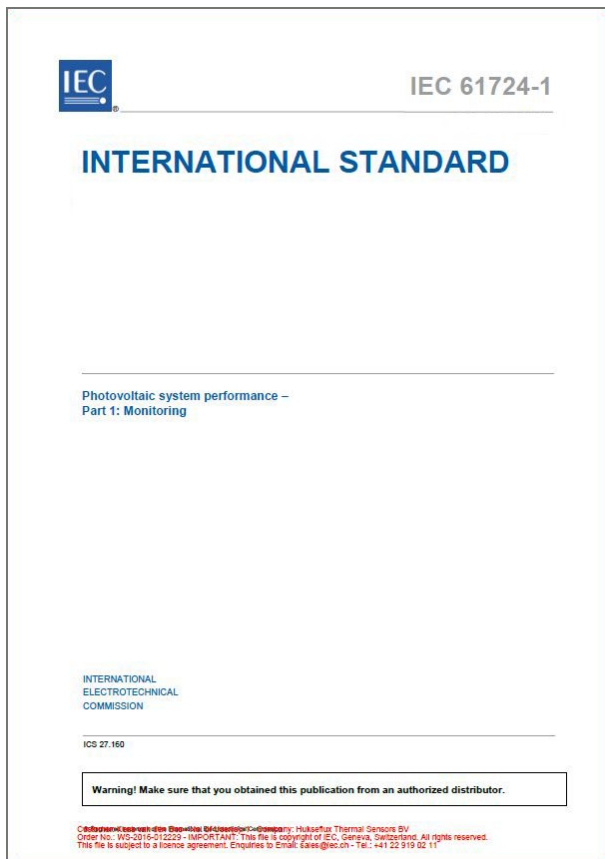 IEC
®
IEC 61724-1
INTERNATIONAL STANDARD
Photovoltaic system performance –
Part 1: Monitoring
INTERNATIONAL
ELECTROTECHNICAL
COMMISSION
ICS 27.160
Warning! Make sure that you obtained this publication from an authorized distributor.
Company: Hukseflux Thermal Sensors BV
Order No.: WS-2016-012229 - IMPORTANT: This file is copyright of IEC, Geneva, Switzerland. All rights reserved.
This file is subject to a licence agreement. Enquiries to Email: sales@iec.ch - Tel.: +41 22 919 02 11